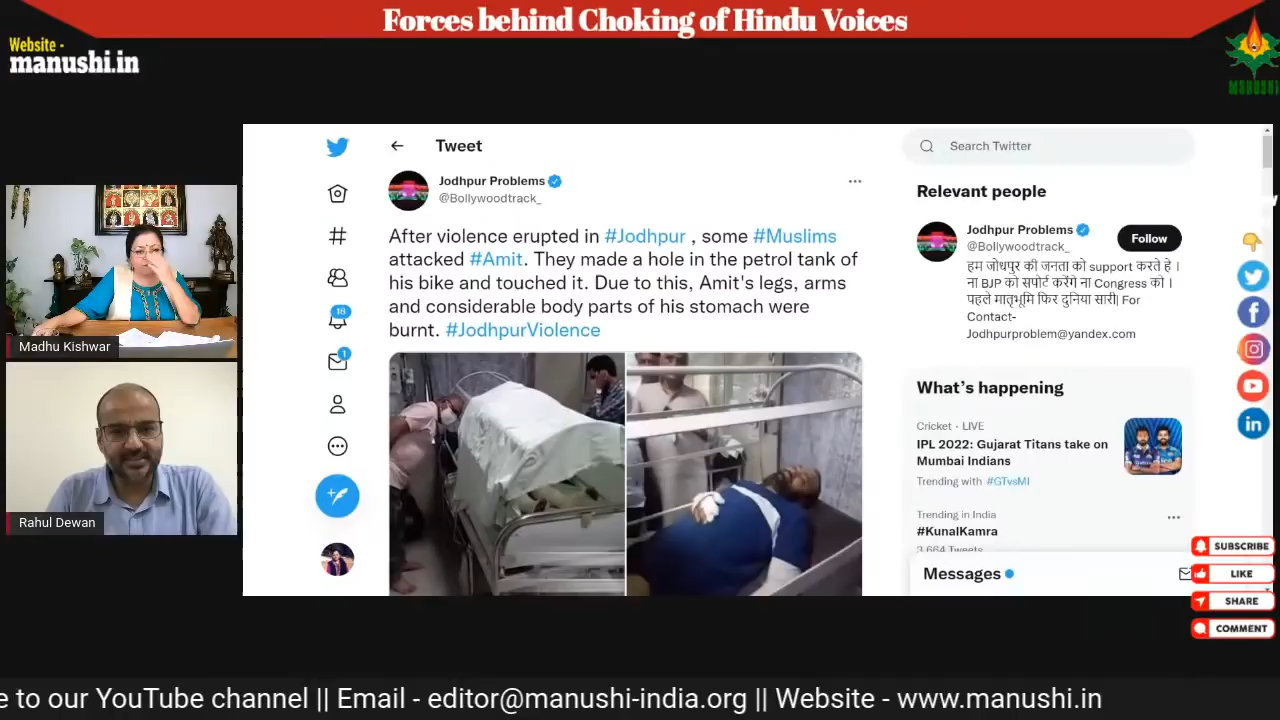 Forces behind Choking of Hindu Voices
Website -
manushi.in
MANUSHI
Madhu Kishwar
Rahul Dewan
Tweet
Jodhpur Problems
@Bollywoodtrack_
After violence erupted in #Jodhpur , some #Muslims
attacked #Amit. They made a hole in the petrol tank of
his bike and touched it. Due to this, Amit's legs, arms
and considerable body parts of his stomach were
burnt. #JodhpurViolence
18
1
Search Twitter
Relevant people
Jodhpur Problems
@Bollywoodtrack_
Follow
हम जोधपुर की जनता को support करते हे ।
ना BJP को सपोर्ट करेंगे ना Congress को ।
पहले मातृभूमि फिर दुनिया सारी| For
Contact-
Jodhpurproblem@yandex.com
What's happening
Cricket · LIVE
IPL 2022: Gujarat Titans take on
Mumbai Indians
Trending with #GTvsMI
Trending in India
#KunalKamra
3,664 Tweets
Messages
SUBSCRIBE
LIKE
SHARE
COMMENT
e to our YouTube channel || Email - editor@manushi-india.org || Website - www.manushi.in